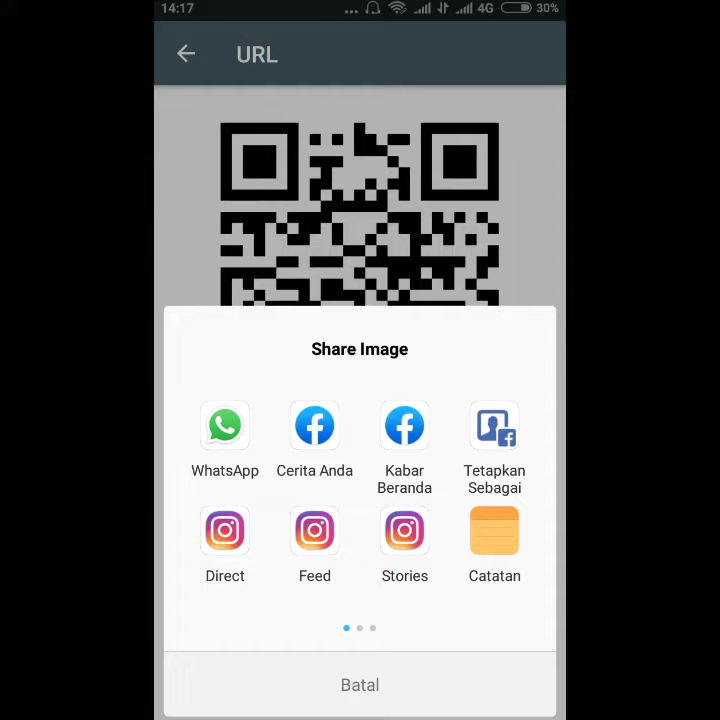 14:17 ... 4G 30%
URL
Share Image
WhatsApp Cerita Anda Kabar Beranda Tetapkan Sebagai
Direct Feed Stories Catatan
Batal